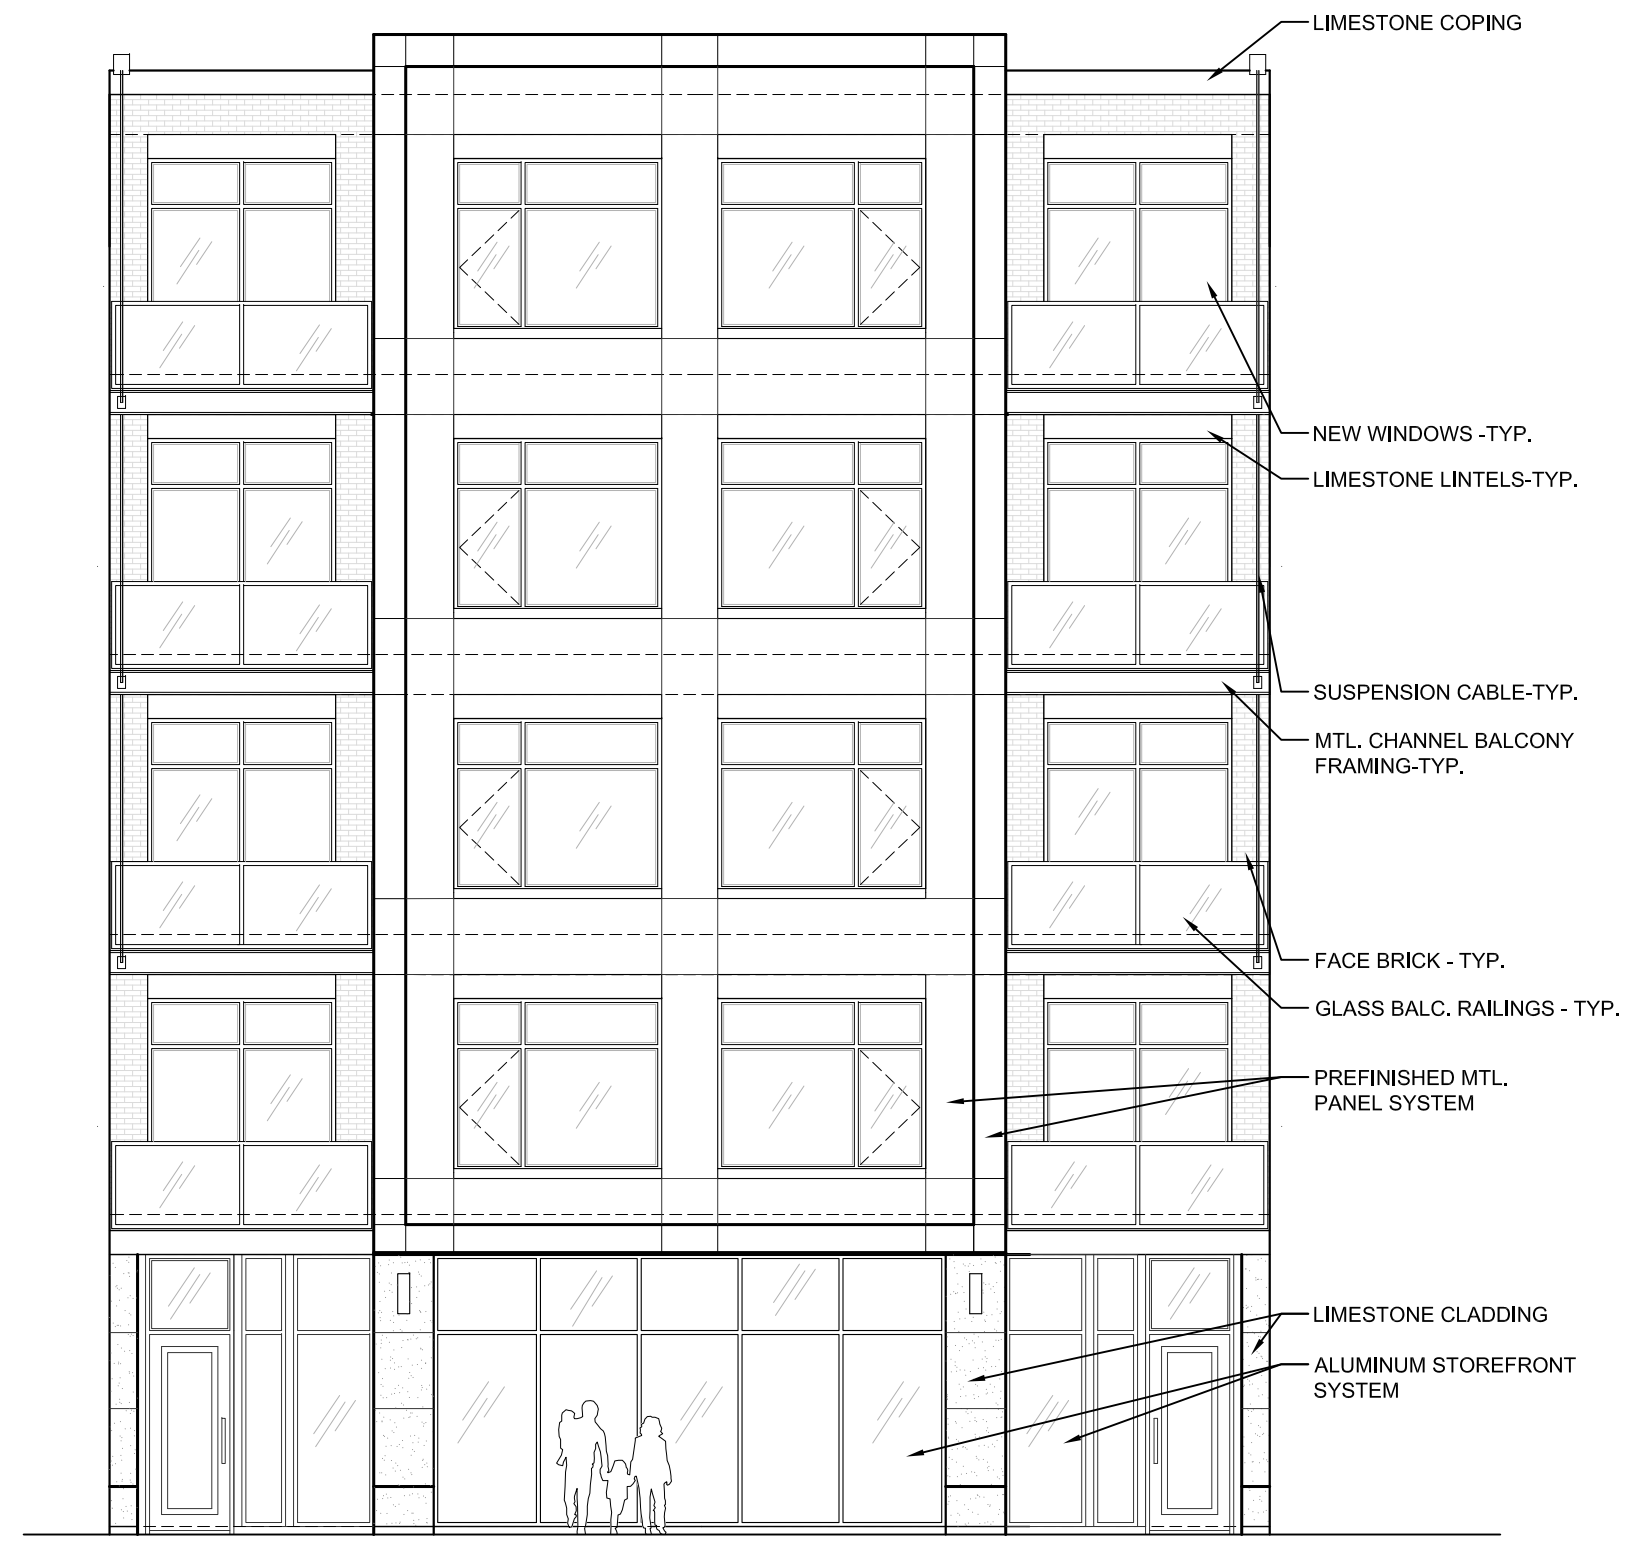 LIMESTONE COPING
NEW WINDOWS -TYP.
LIMESTONE LINTELS-TYP.
SUSPENSION CABLE-TYP.
MTL. CHANNEL BALCONY
FRAMING-TYP.
FACE BRICK - TYP.
GLASS BALC. RAILINGS - TYP.
PREFINISHED MTL.
PANEL SYSTEM
LIMESTONE CLADDING
ALUMINUM STOREFRONT
SYSTEM